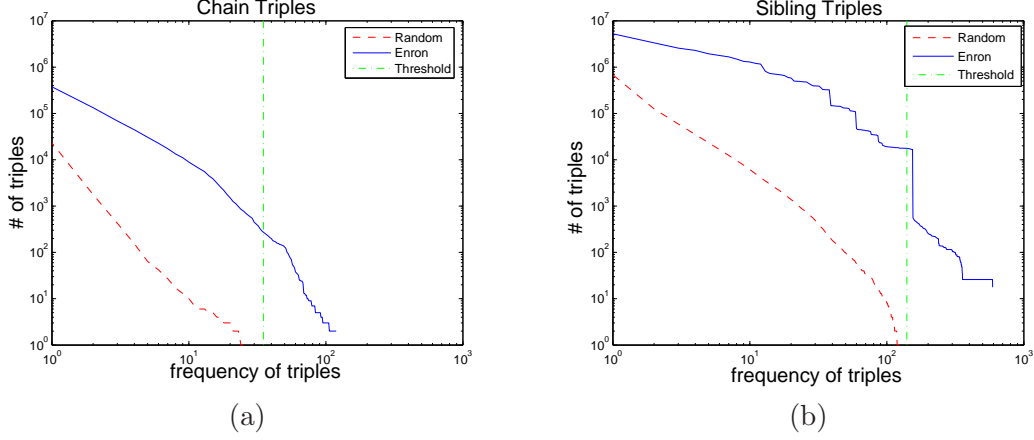 Chain Triples
10^7
10^6
10^5
10^4
10^3
10^2
10^1
10^0
# of triples
Random
Enron
Threshold
10^0 10^1 10^2 10^3
frequency of triples
(a)
Sibling Triples
10^7
10^6
10^5
10^4
10^3
10^2
10^1
10^0
# of triples
Random
Enron
Threshold
10^0 10^1 10^2 10^3
frequency of triples
(b)